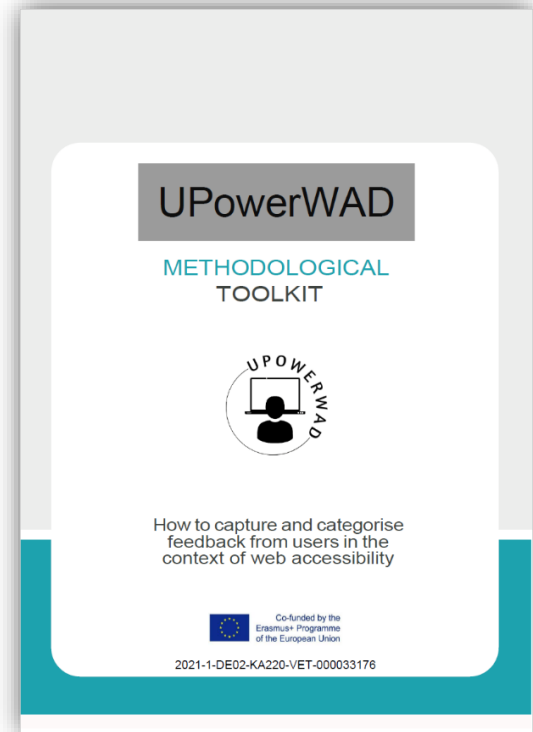 UPowerWAD
METHODOLOGICAL
TOOLKIT
UPOWERWAD
How to capture and categorise
feedback from users in the
context of web accessibility
Co-funded by the
Erasmus+ Programme
of the European Union
2021-1-DE02-KA220-VET-000033176